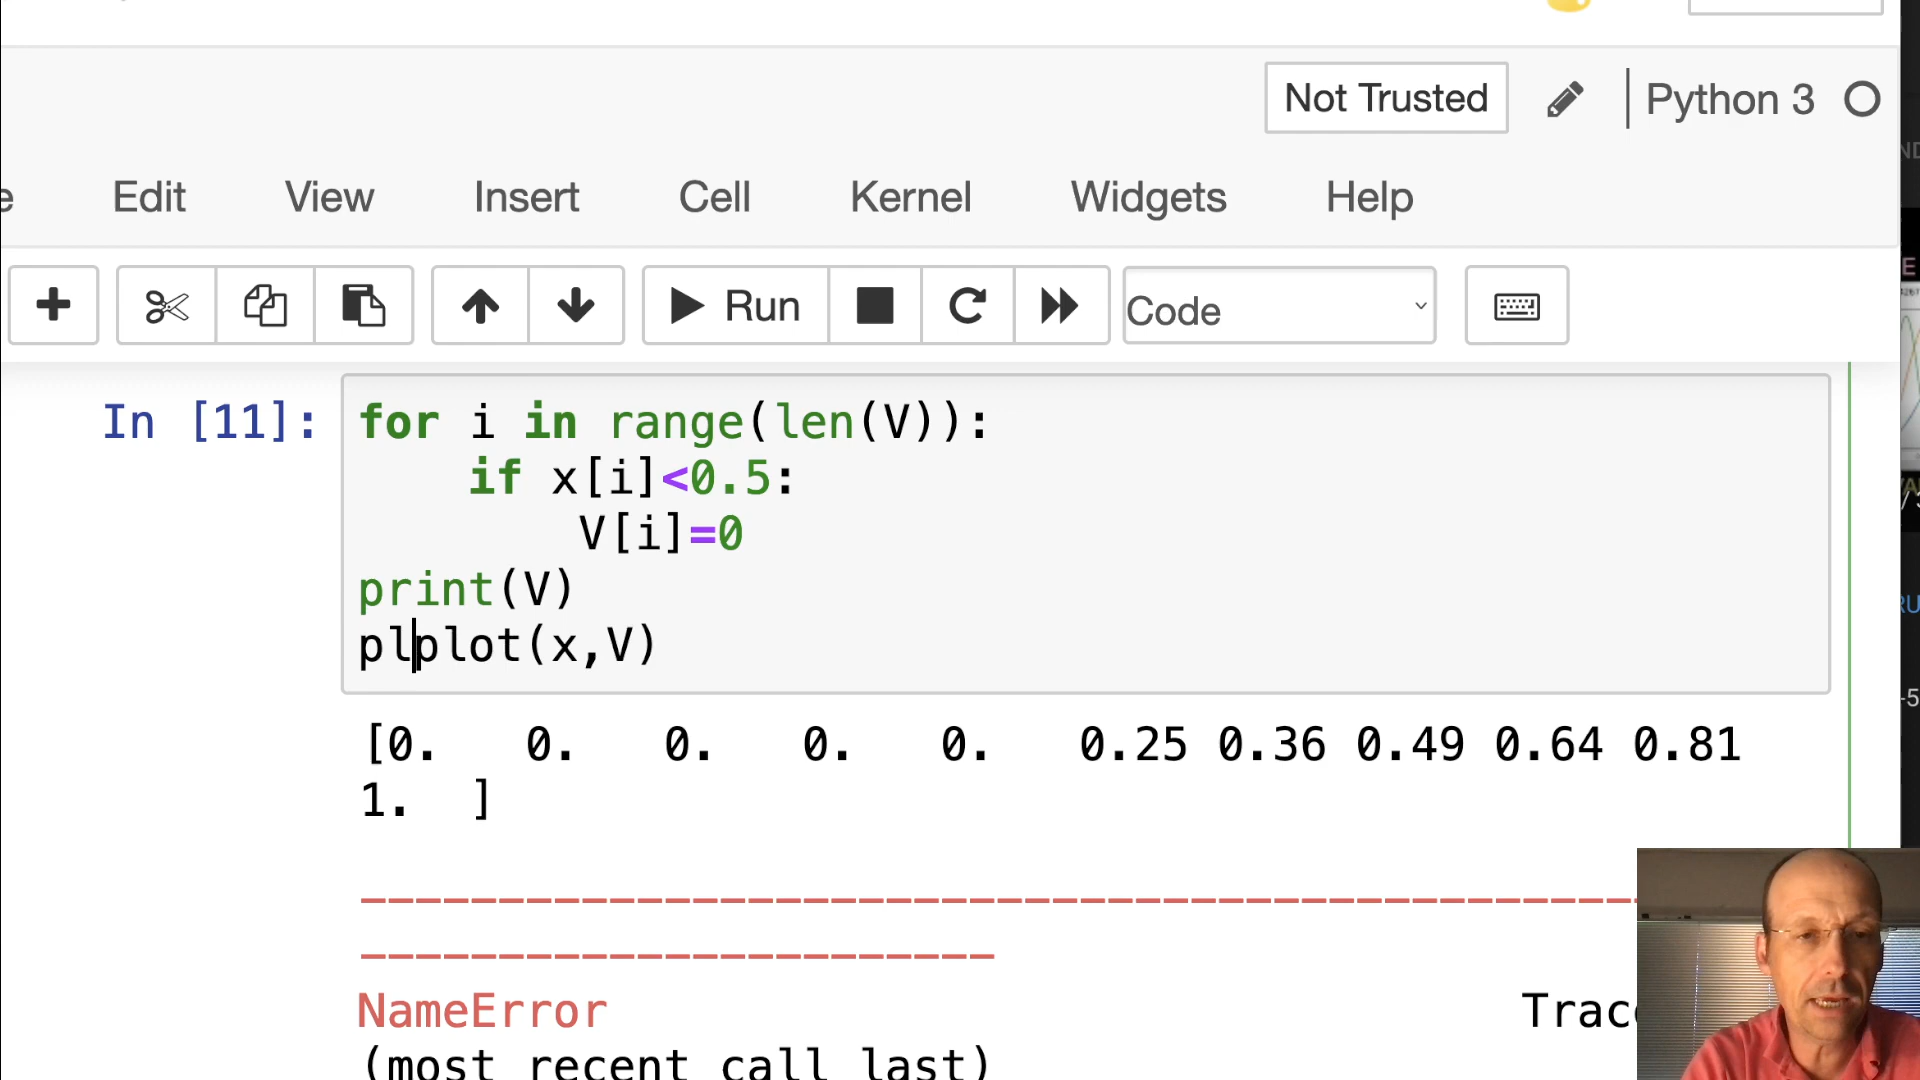 Not Trusted
Python 3
e Edit View Insert Cell Kernel Widgets Help
Run
Code
In [11]:
for i in range(len(V)):
if x[i]<0.5:
V[i]=0
print(V)
plplot(x,V)
[0. 0. 0. 0. 0. 0.25 0.36 0.49 0.64 0.81
1. ]
--------------------------------------------------
-----------------------
NameError Trac
(most recent call last)